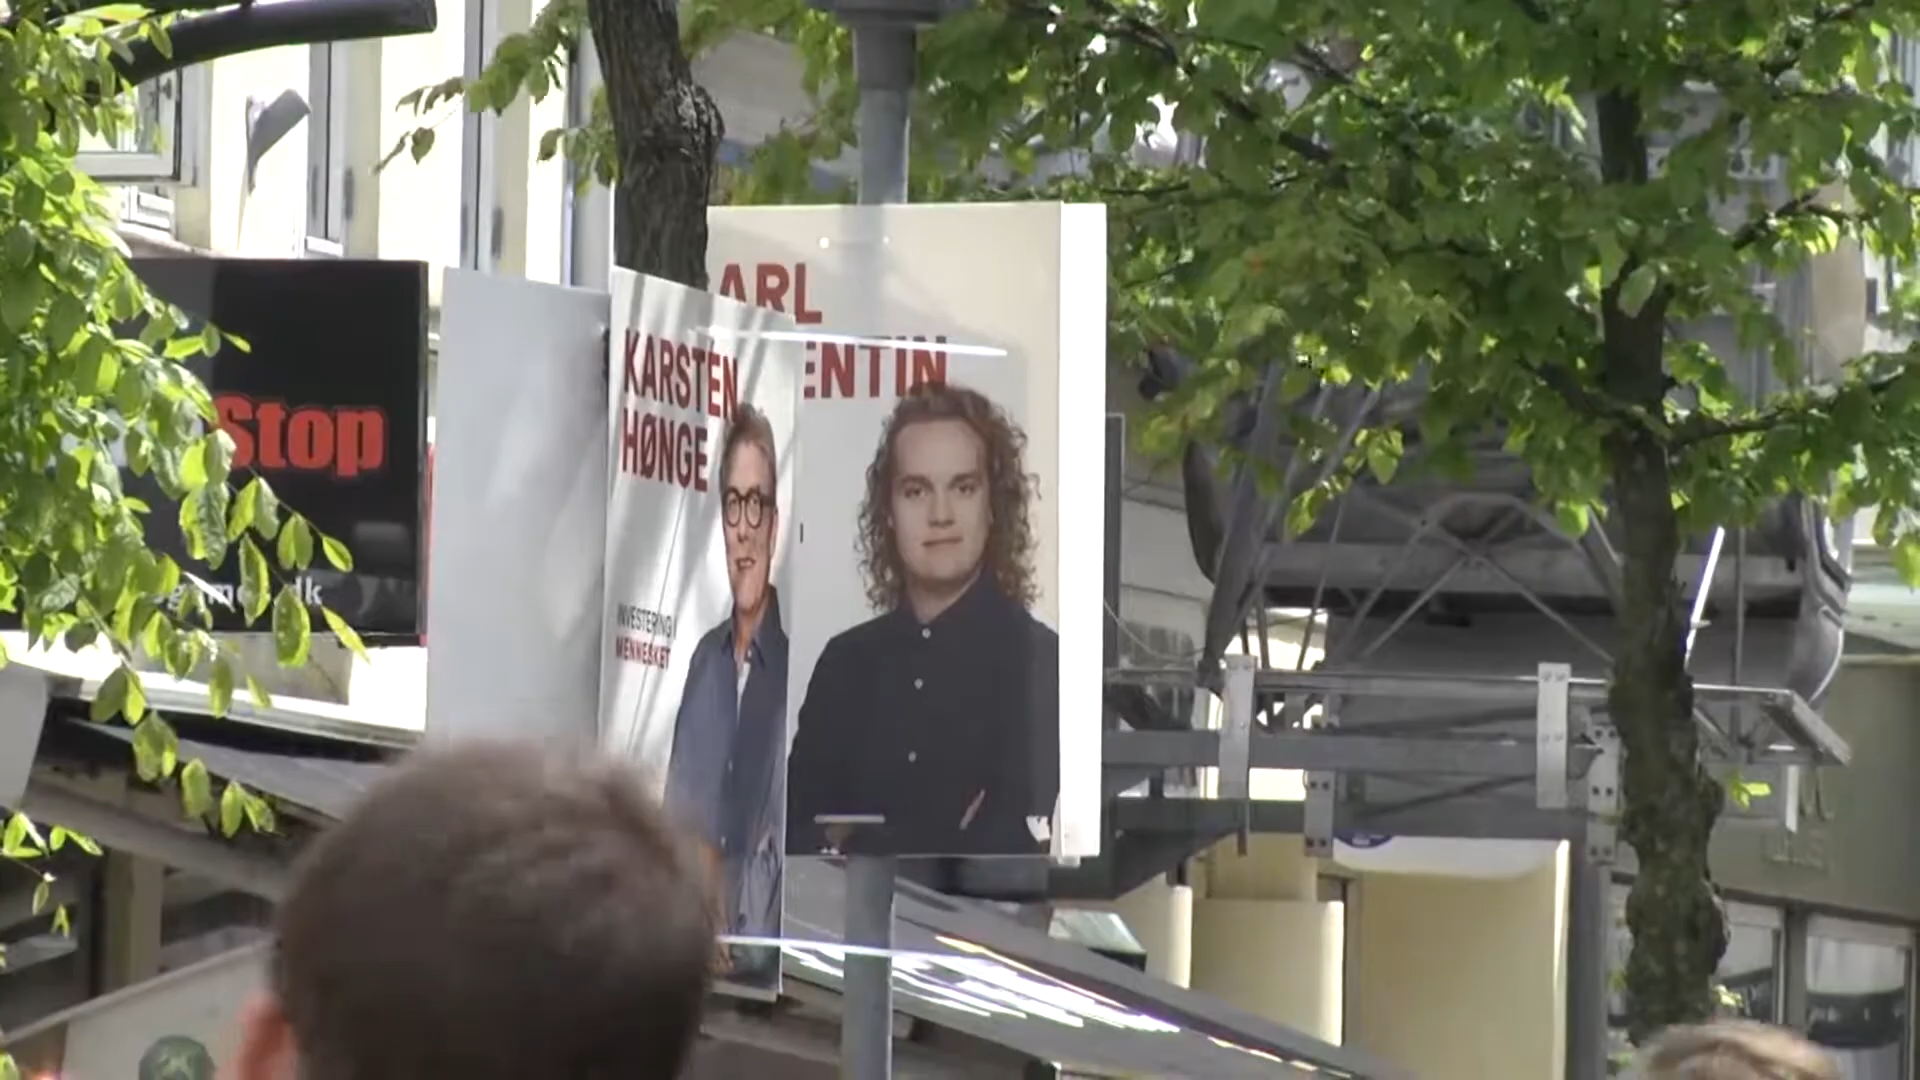 Stop
ARL
ENTIN
KARSTEN
HØNGE
INVESTERING I
MENNESKET